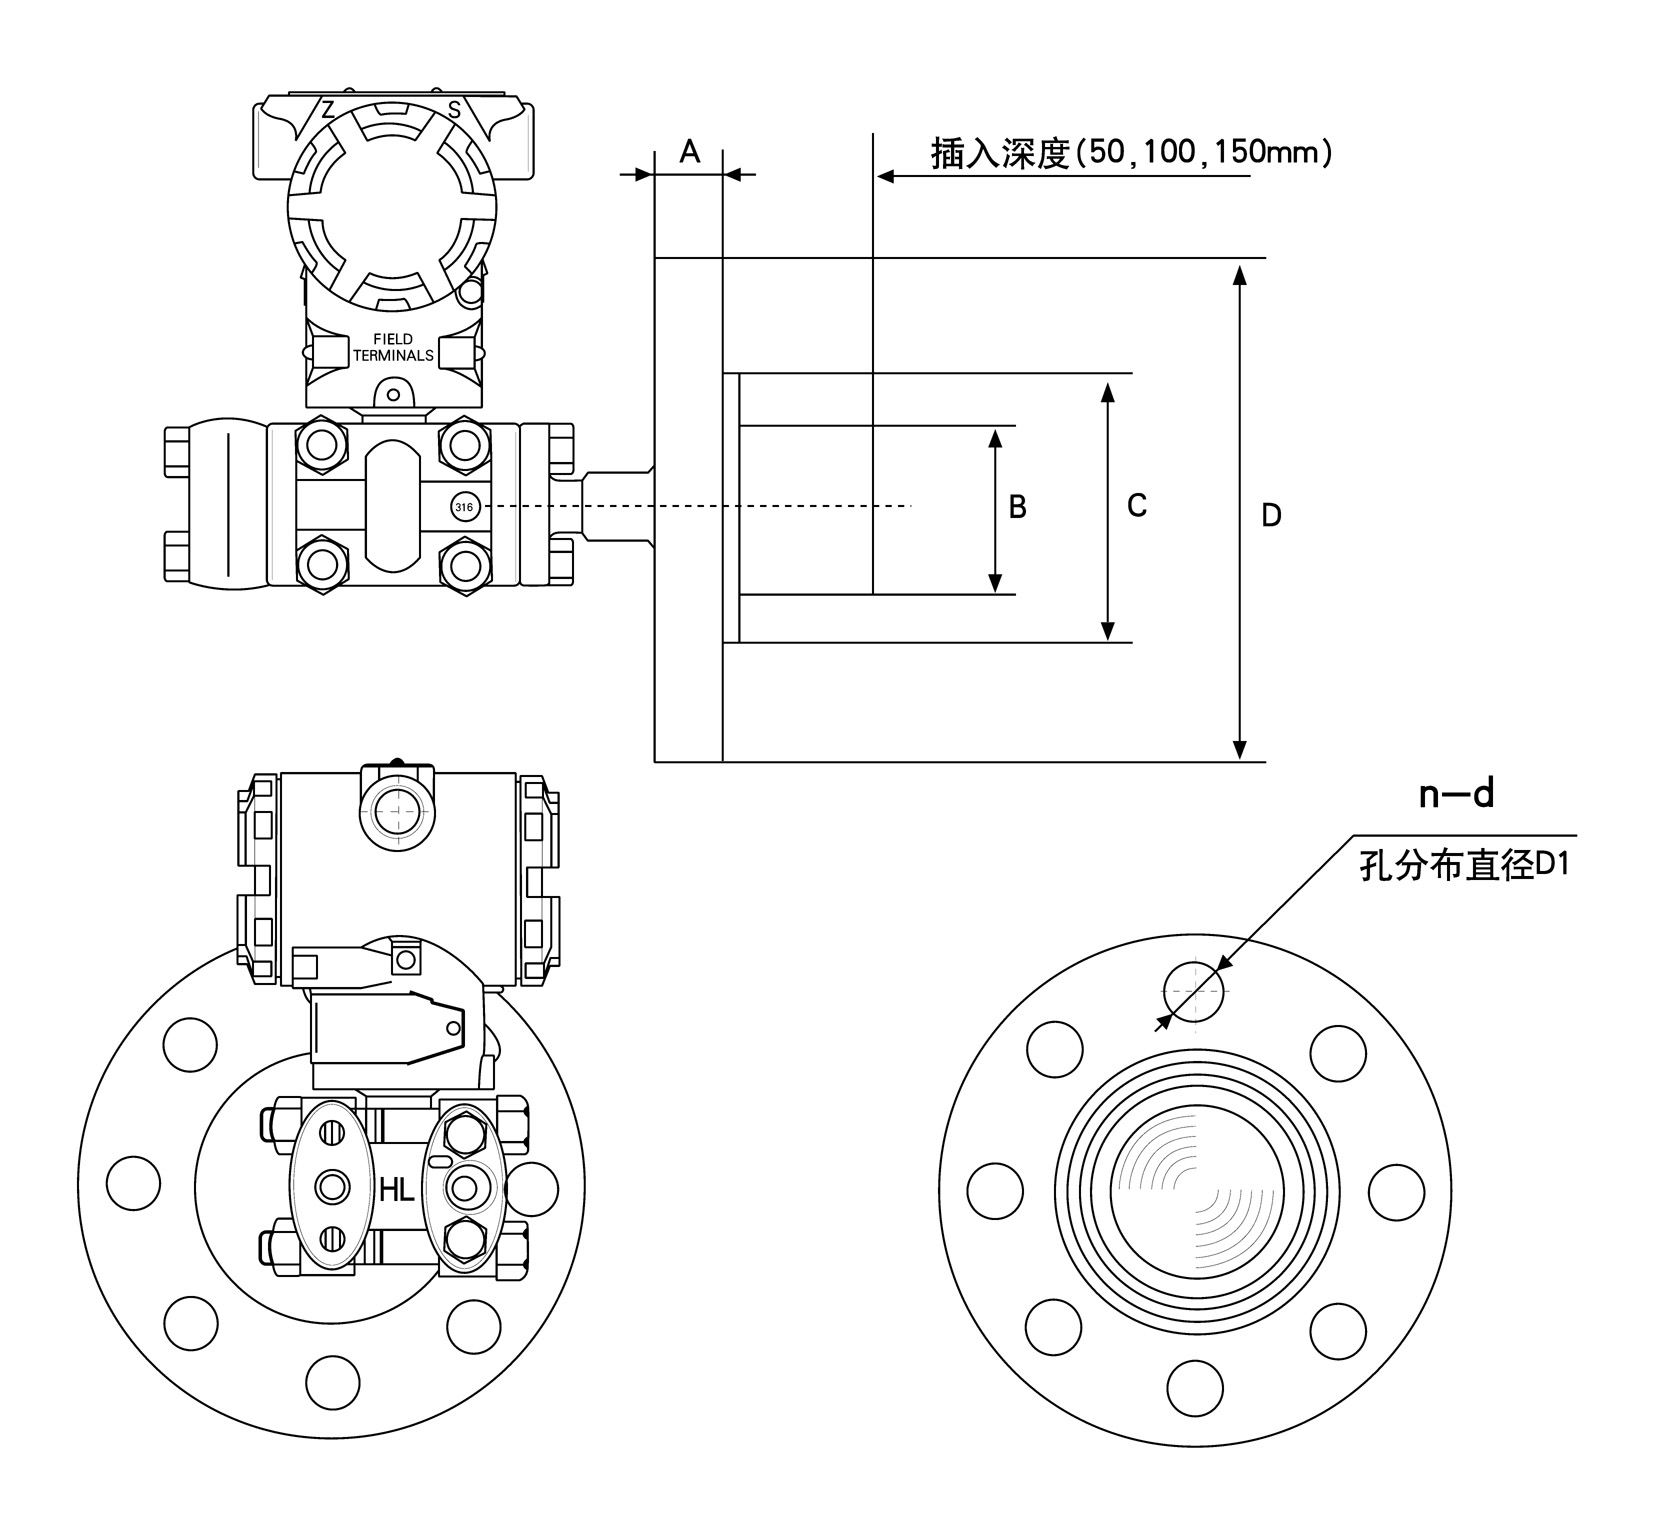 Z S
A
插入深度(50,100,150mm)
FIELD
TERMINALS
316
B
C
D
n—d
孔分布直径D1
HL